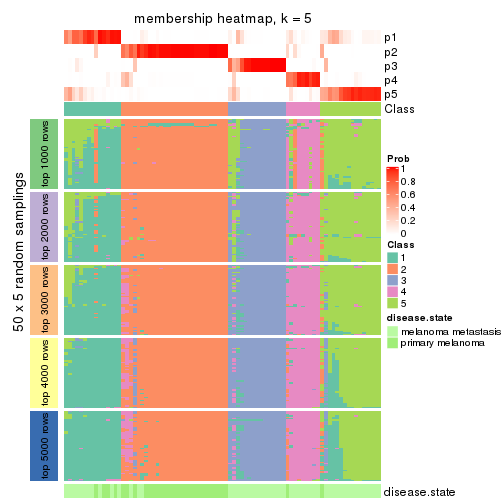 membership heatmap, k = 5
p1
p2
p3
p4
p5
Class
50 x 5 random samplings
top 1000 rows
top 2000 rows
top 3000 rows
top 4000 rows
top 5000 rows
disease.state
Prob
1
0.8
0.6
0.4
0.2
0
Class
1
2
3
4
5
disease.state
melanoma metastasis
primary melanoma